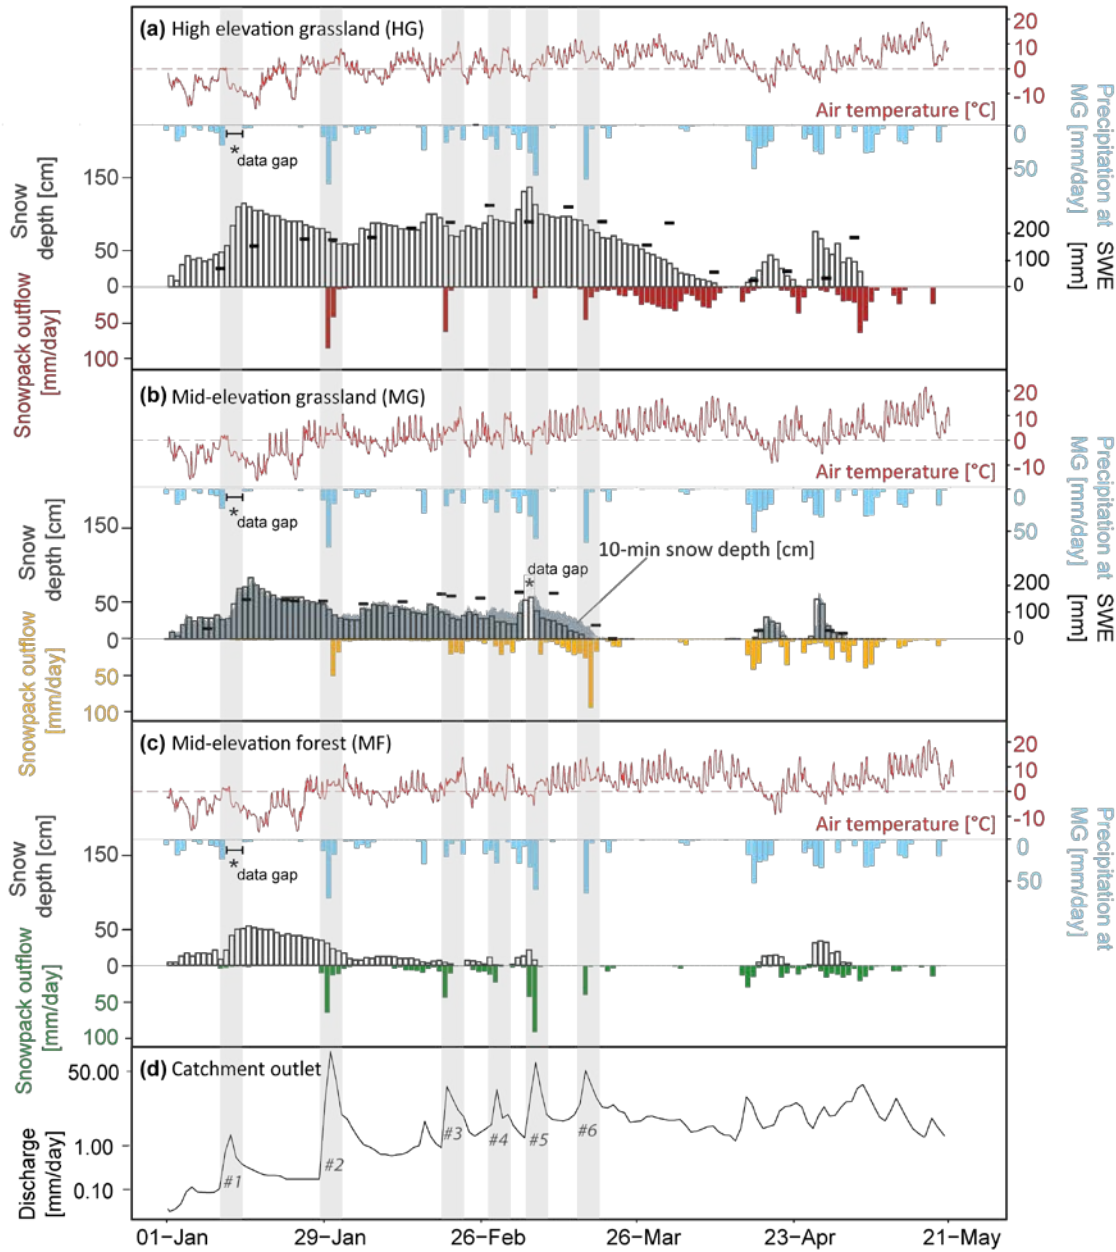 (a) High elevation grassland (HG)
20
10
0
-10
Air temperature [°C]
Precipitation at
MG [mm/day]
0
50
*data gap
Snow
depth [cm]
150
50
0
200
100
0
SWE
[mm]
Snowpack outflow
[mm/day]
50
100
(b) Mid-elevation grassland (MG)
20
10
0
-10
Air temperature [°C]
Precipitation at
MG [mm/day]
0
50
*data gap
10-min snow depth [cm]
data gap
*
Snow
depth [cm]
150
50
0
200
100
0
SWE
[mm]
Snowpack outflow
[mm/day]
50
100
(c) Mid-elevation forest (MF)
20
10
0
-10
Air temperature [°C]
Precipitation at
MG [mm/day]
0
50
*data gap
Snow
depth [cm]
150
50
0
Snowpack outflow
[mm/day]
50
100
(d) Catchment outlet
Discharge
[mm/day]
50.00
1.00
0.10
#1
#2
#3
#4
#5
#6
01-Jan
29-Jan
26-Feb
26-Mar
23-Apr
21-May